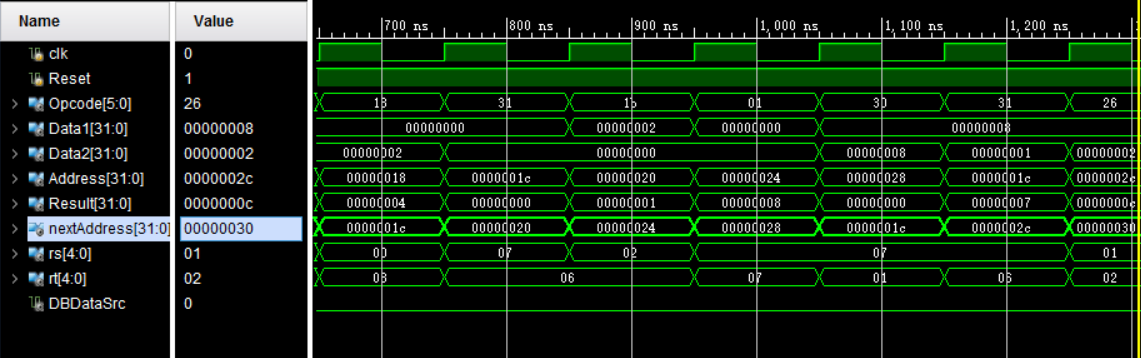 Name Value 700 ns 800 ns 900 ns 1,000 ns 1,100 ns 1,200 ns
clk 0
Reset 1
Opcode[5:0] 26 18 31 1b 01 30 31 26
Data1[31:0] 00000008 00000000 00000002 00000000 00000008
Data2[31:0] 00000002 00000002 00000000 00000008 00000001 00000002
Address[31:0] 0000002c 00000018 0000001c 00000020 00000024 00000028 0000001c 0000002c
Result[31:0] 0000000c 00000004 00000000 00000001 00000008 00000000 00000007 0000000c
nextAddress[31:0] 00000030 0000001c 00000020 00000024 00000028 0000001c 0000002c 00000030
rs[4:0] 01 00 07 02 07 01
rt[4:0] 02 08 06 07 01 06 02
DBDataSrc 0